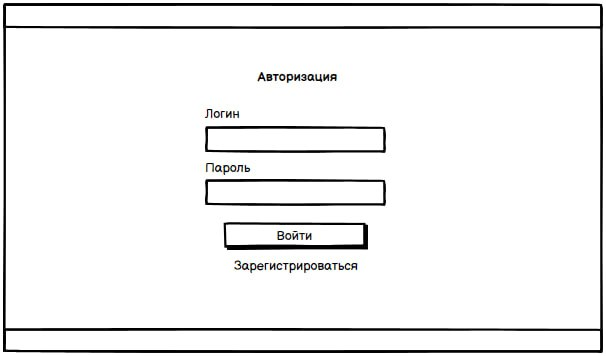 Авторизация
Логин
Пароль
Войти
Зарегистрироваться